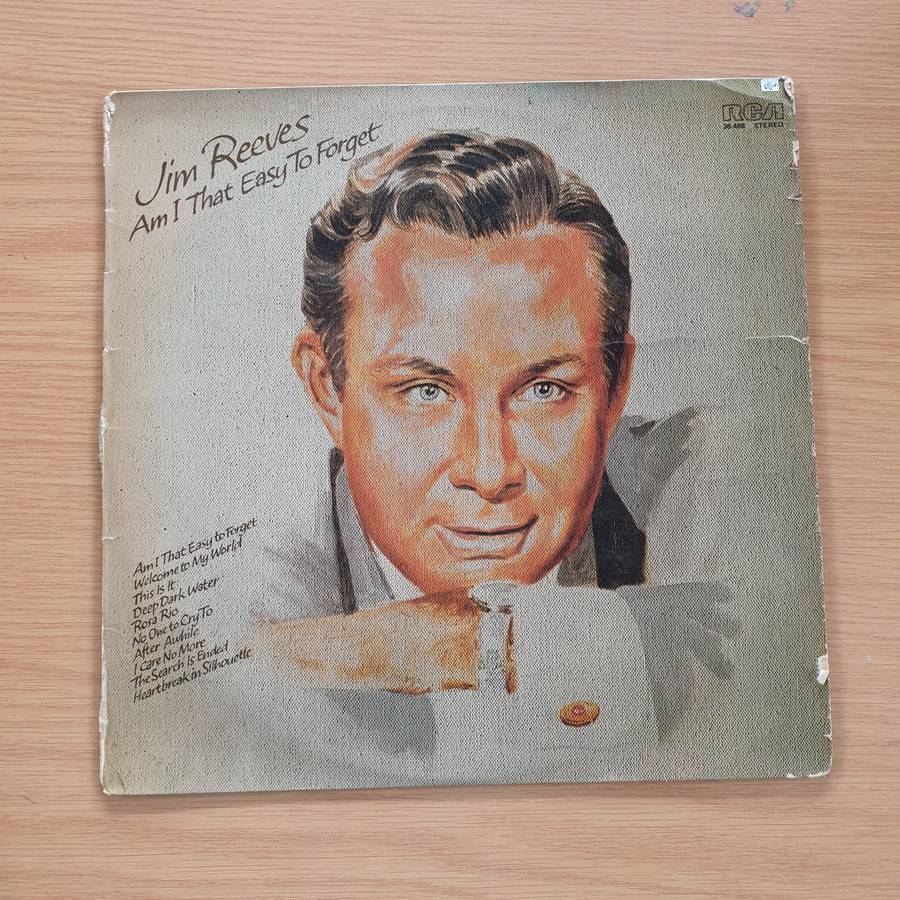 Jim Reeves
Am I That Easy To Forget
RCA
36-488 STEREO
Am I That Easy to Forget
Welcome to My World
This Is It
Deep Dark Water
Rosa Rio
No One to Cry To
After Awhile
I Care No More
The Search Is Ended
Heartbreak in Silhouette